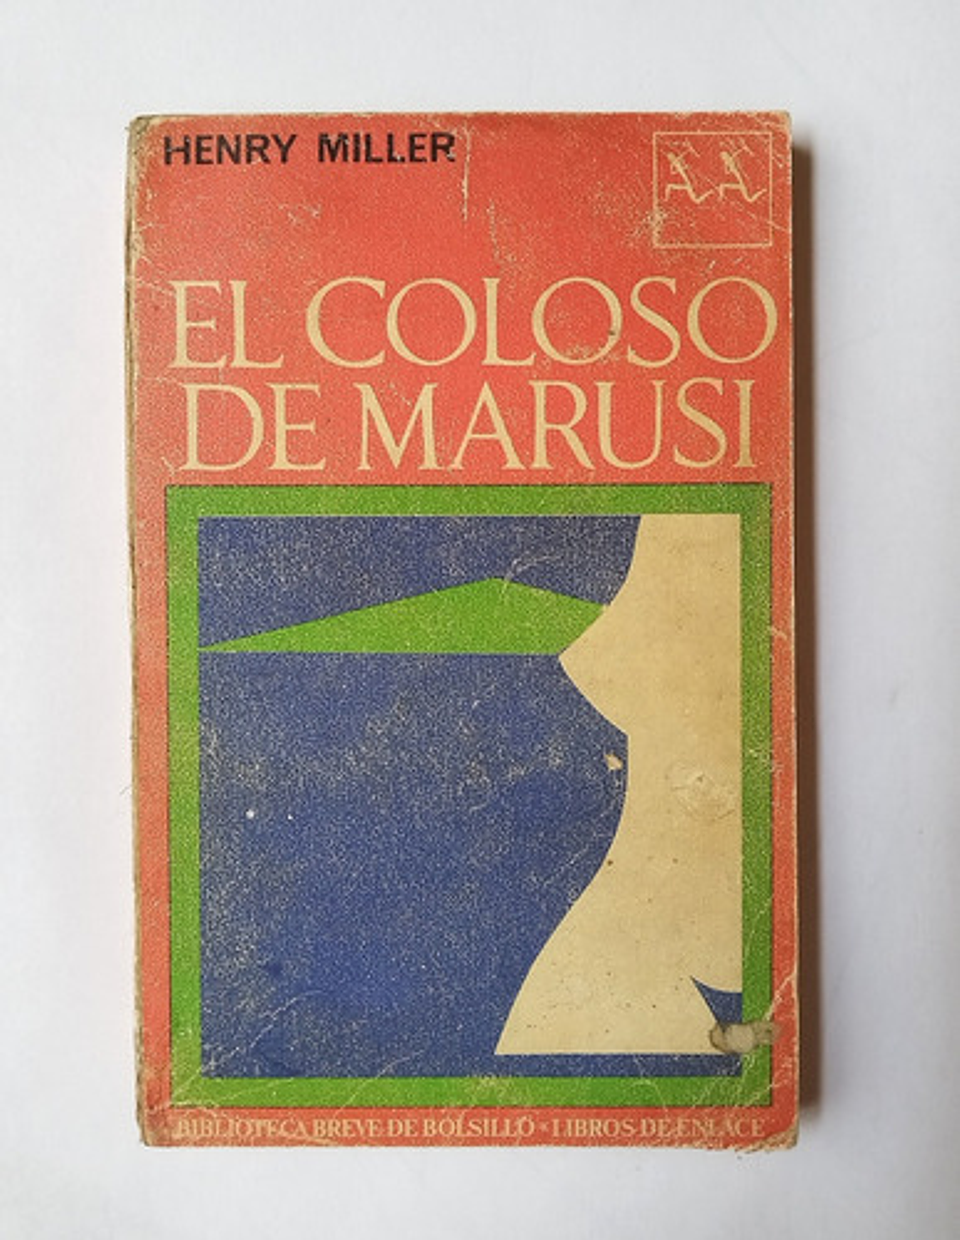 HENRY MILLER
EL COLOSO
DE MARUSI
BIBLIOTECA BREVE DE BOLSILLO · LIBROS DE ENLACE